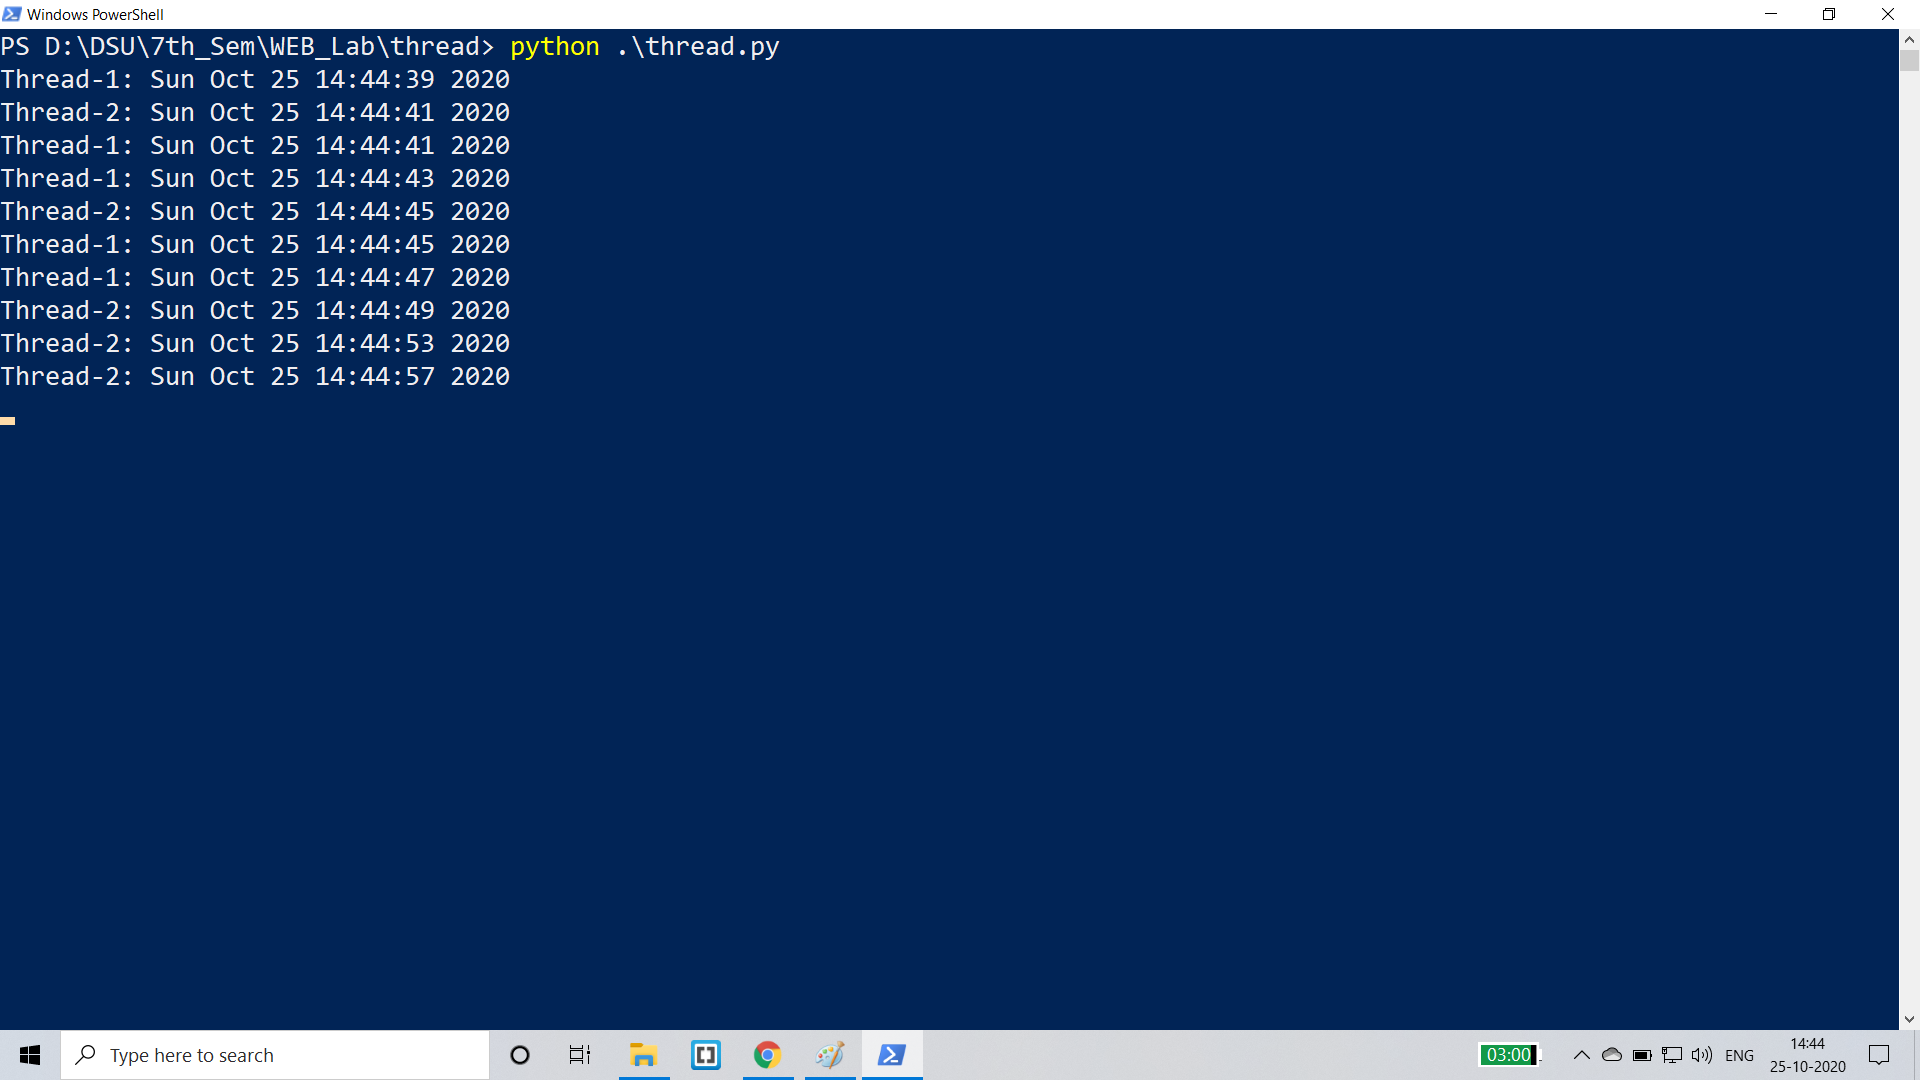 Windows PowerShell
PS D:\DSU\7th_Sem\WEB_Lab\thread> python .\thread.py
Thread-1: Sun Oct 25 14:44:39 2020
Thread-2: Sun Oct 25 14:44:41 2020
Thread-1: Sun Oct 25 14:44:41 2020
Thread-1: Sun Oct 25 14:44:43 2020
Thread-2: Sun Oct 25 14:44:45 2020
Thread-1: Sun Oct 25 14:44:45 2020
Thread-1: Sun Oct 25 14:44:47 2020
Thread-2: Sun Oct 25 14:44:49 2020
Thread-2: Sun Oct 25 14:44:53 2020
Thread-2: Sun Oct 25 14:44:57 2020
Type here to search
03:00
ENG
14:44
25-10-2020